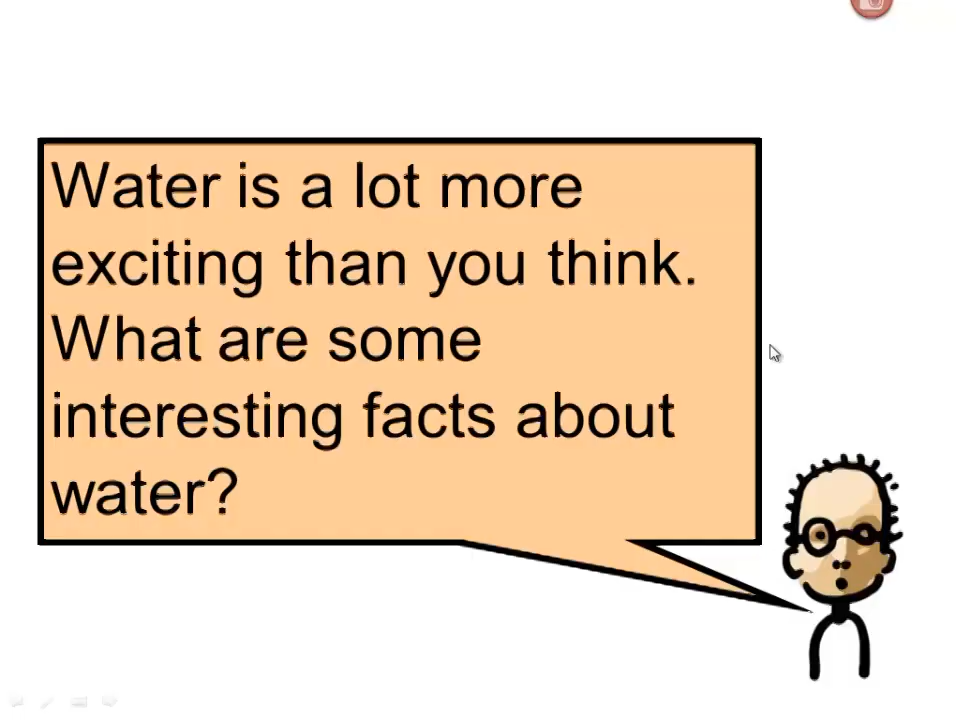 Water is a lot more
exciting than you think.
What are some
interesting facts about
water?